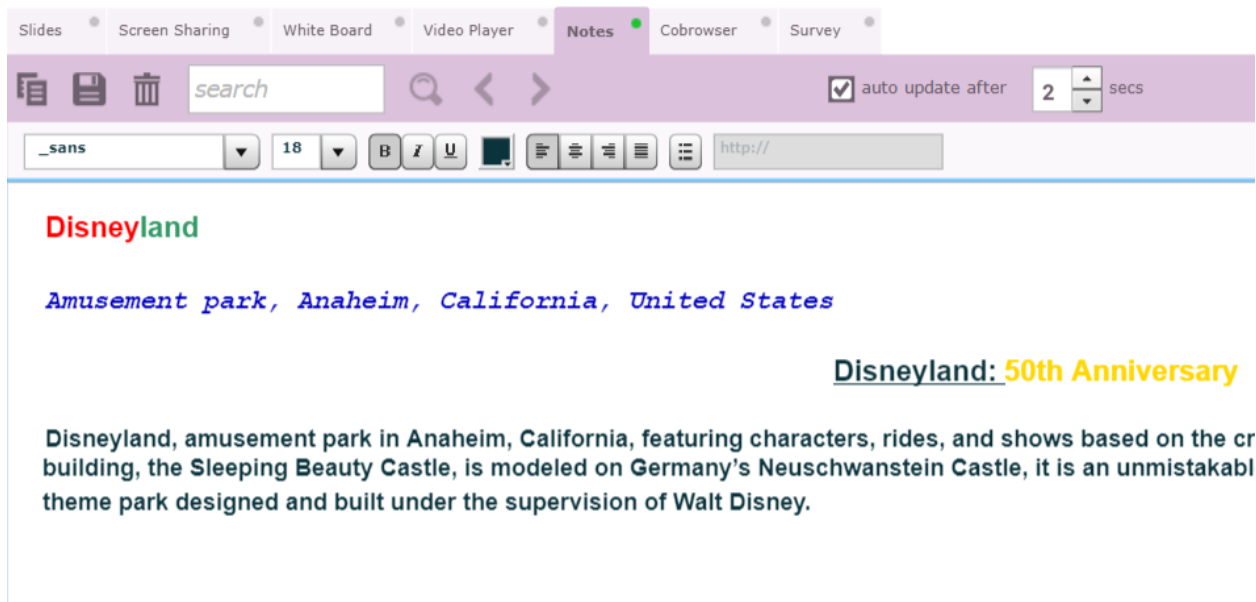 Slides Screen Sharing White Board Video Player Notes Cobrowser Survey
search auto update after 2 secs
_sans 18 B I U http://
Disneyland
Amusement park, Anaheim, California, United States
Disneyland: 50th Anniversary
Disneyland, amusement park in Anaheim, California, featuring characters, rides, and shows based on the
building, the Sleeping Beauty Castle, is modeled on Germany’s Neuschwanstein Castle, it is an
theme park designed and built under the supervision of Walt Disney.